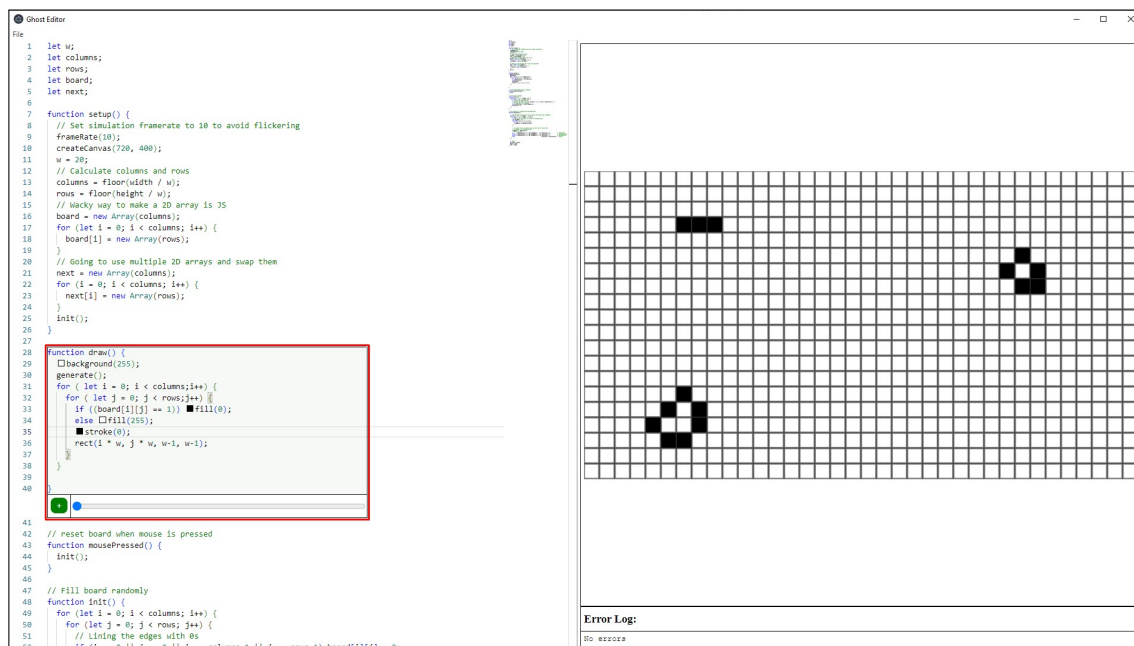 Ghost Editor
File
1 let w;
2 let columns;
3 let rows;
4 let board;
5 let next;
6
7 function setup() {
8 // Set simulation framerate to 10 to avoid flickering
9 frameRate(10);
10 createCanvas(720, 400);
11 w = 20;
12 // Calculate columns and rows
13 columns = floor(width / w);
14 rows = floor(height / w);
15 // Wacky way to make a 2D array is JS
16 board = new Array(columns);
17 for (let i = 0; i < columns; i++) {
18 board[i] = new Array(rows);
19 }
20 // Going to use multiple 2D arrays and swap them
21 next = new Array(columns);
22 for (i = 0; i < columns; i++) {
23 next[i] = new Array(rows);
24 }
25 init();
26 }
27
28 function draw() {
29 background(255);
30 generate();
31 for ( let i = 0; i < columns;i++) {
32 for ( let j = 0; j < rows;j++) {
33 if ((board[i][j] == 1)) fill(0);
34 else fill(255);
35 stroke(0);
36 rect(i * w, j * w, w-1, w-1);
37 }
38 }
39
40 }
+
41
42 // reset board when mouse is pressed
43 function mousePressed() {
44 init();
45 }
46
47 // Fill board randomly
48 function init() {
49 for (let i = 0; i < columns; i++) {
50 for (let j = 0; j < rows; j++) {
51 // Lining the edges with 0s
Error Log:
No errors